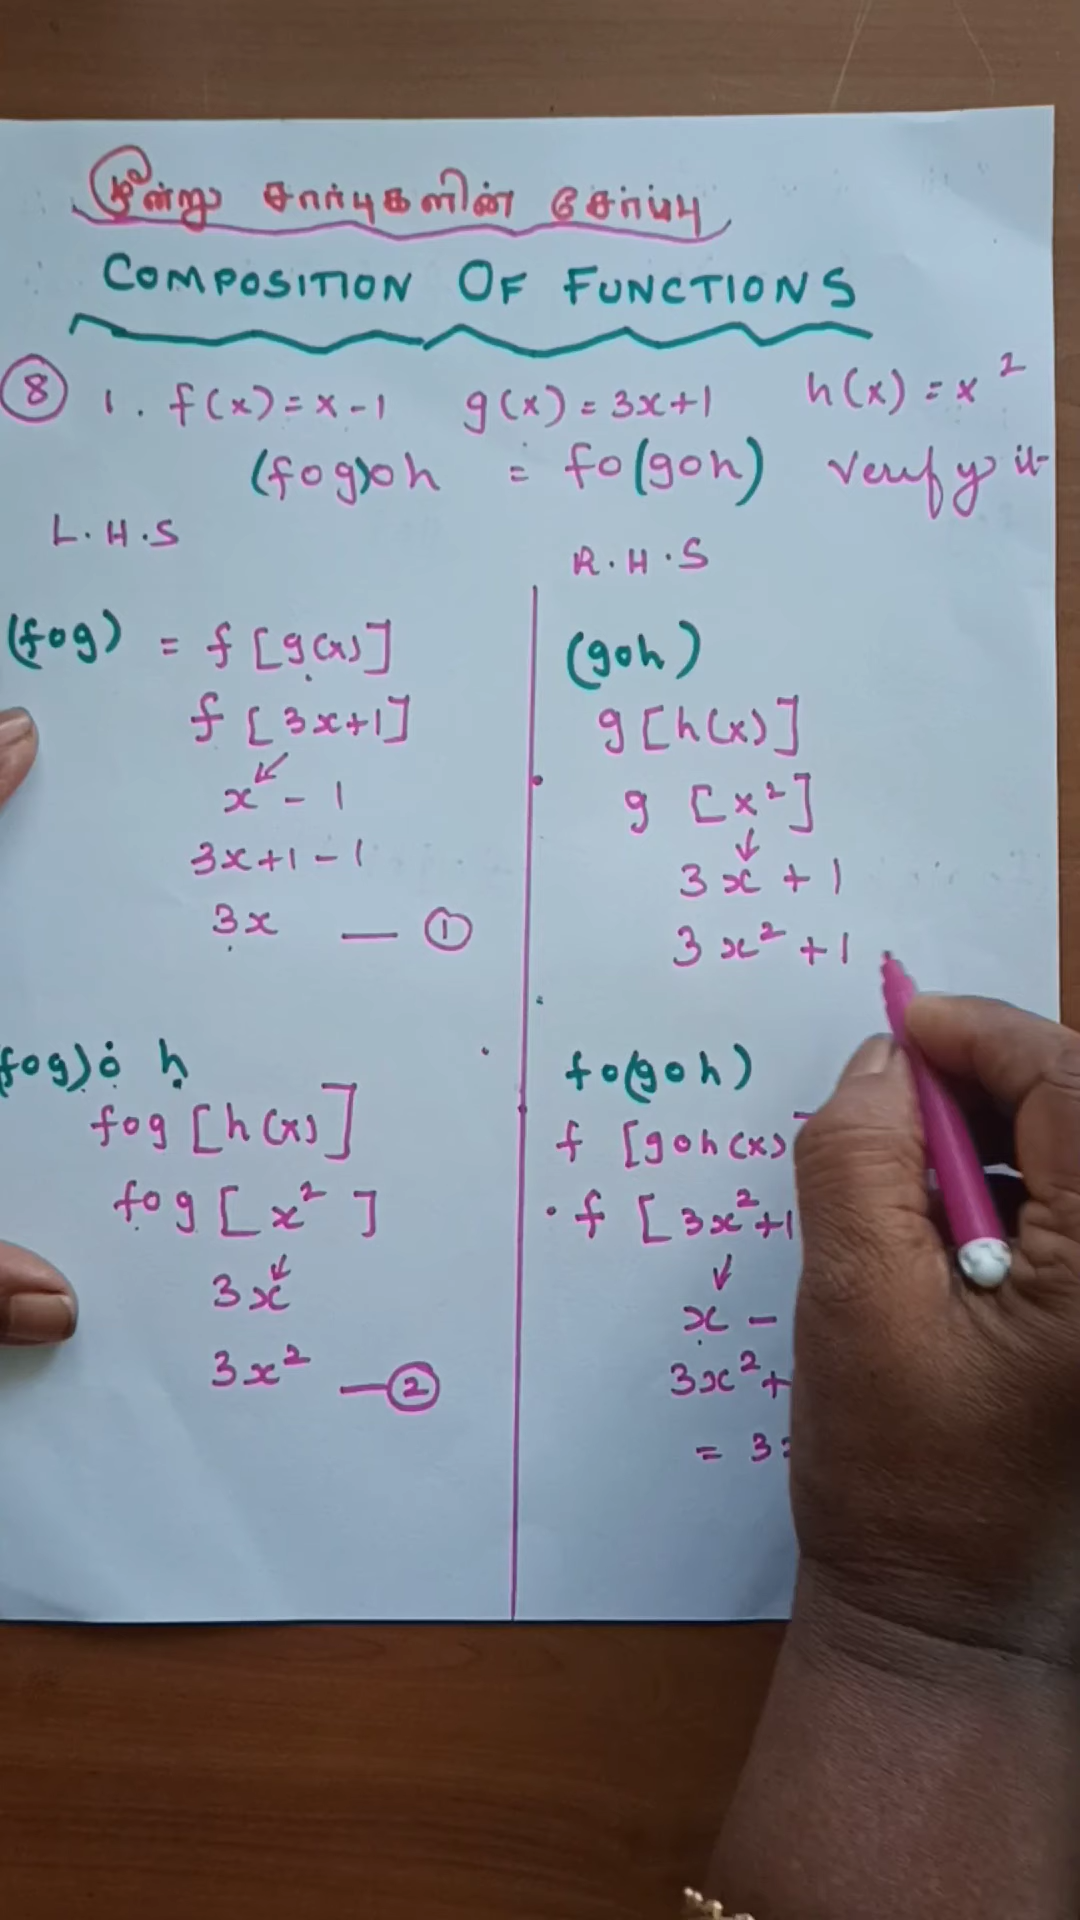 மூன்று சார்புகளின் சேர்ப்பு
COMPOSITION OF FUNCTIONS
8 1. f(x)=x-1 g(x)=3x+1 h(x)=x²
(fog)oh = fo(goh) Verify it
L.H.S
(fog) = f[g(x)]
f[3x+1]
x-1
3x+1-1
3x — 1
fog)o h
fog[h(x)]
fog[x²]
3x
3x² — 2
R.H.S
(goh)
g[h(x)]
g[x²]
3x+1
3x²+1
fo(goh)
f[goh(x)
f[3x²+1
x-
3x²+
= 3